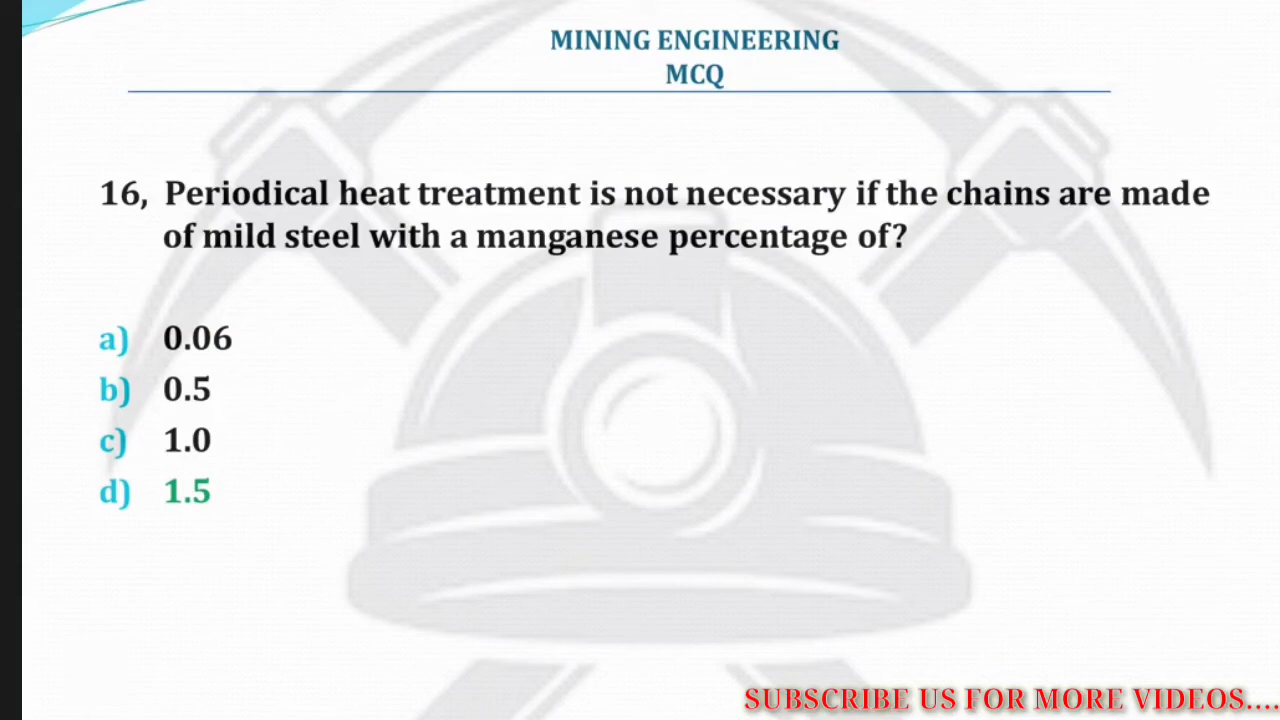 MINING ENGINEERING
MCQ
16, Periodical heat treatment is not necessary if the chains are made
of mild steel with a manganese percentage of?
a) 0.06
b) 0.5
c) 1.0
d) 1.5
SUBSCRIBE US FOR MORE VIDEOS....